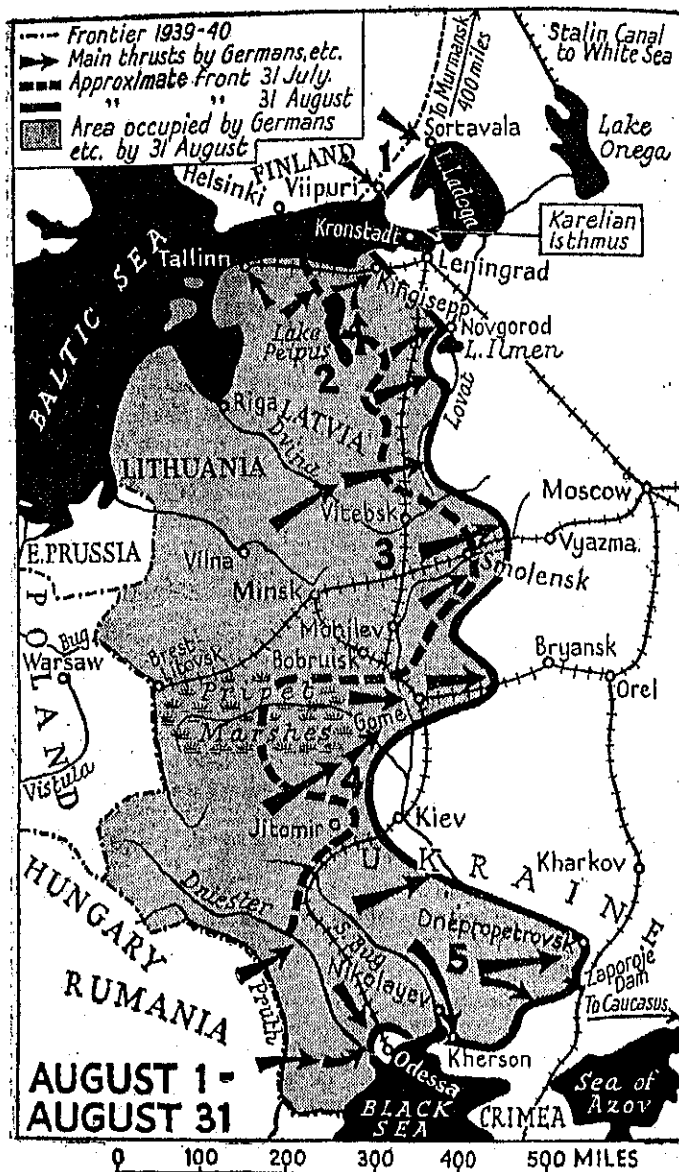 Frontier 1939-40
Main thrusts by Germans, etc.
Approximate Front 31 July.
" " 31 August
Area occupied by Germans
etc. by 31 August
To Murmansk
400 miles
Stalin Canal
to White Sea
Sortavala
Lake
Onega
FINLAND
1
Helsinki
Viipuri
L. Ladoga
Kronstadt
Karelian
Isthmus
Tallinn
Leningrad
Kingisepp
BALTIC SEA
Lake
Peipus
Novgorod
L. Ilmen
2
Lovat
Riga
LATVIA
Dvina
LITHUANIA
Moscow
Vitebsk
E. PRUSSIA
Vilna
3
Vyazma
Smolensk
Minsk
POLAND
Bug
Mohilev
Warsaw
Brest-
Litovsk
Bobruisk
Bryansk
Orel
Pripet
Marshes
Gomel
Vistula
4
Jitomir
Kiev
UKRAINE
Kharkov
HUNGARY
Dniester
Dnepropetrovsk
S. Bug
5
Zaporoje
Dam
Nikolayev
To Caucasus
RUMANIA
Pruth
Kherson
Odessa
AUGUST 1 -
AUGUST 31
BLACK
SEA
CRIMEA
Sea of
Azov
0 100 200 300 400 500 MILES